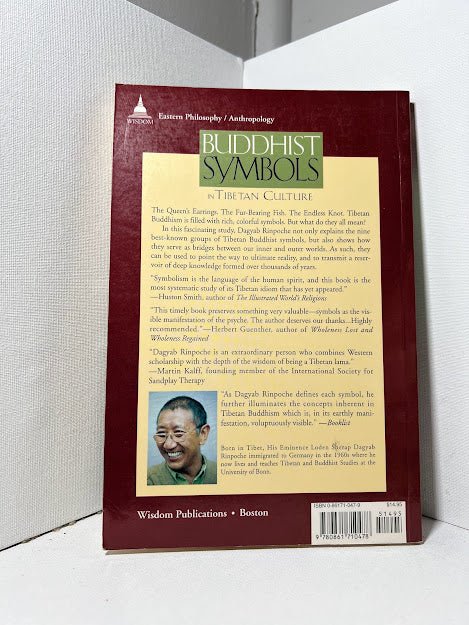 WISDOM
Eastern Philosophy / Anthropology
BUDDHIST
SYMBOLS
IN TIBETAN CULTURE
The Queen's Earrings. The Fur-Bearing Fish. The Endless Knot. Tibetan
Buddhism is filled with rich, colorful symbols. But what do they all mean?
In this fascinating study, Dagyab Rinpoche not only explains the nine
best-known groups of Tibetan Buddhist symbols, but also shows how
they serve as bridges between our inner and outer worlds. As such, they
can be used to point the way to ultimate reality, and to transmit a reser-
voir of deep knowledge formed over thousands of years.
"Symbolism is the language of the human spirit, and this book is the
most systematic study of its Tibetan idiom that has yet appeared."
—Huston Smith, author of The Illustrated World's Religions
"This timely book preserves something very valuable—symbols as the vis-
ible manifestation of the psyche. The author deserves our thanks...Highly
recommended."—Herbert Guenther, author of Wholeness Lost and
Wholeness Regained
"Dagyab Rinpoche is an extraordinary person who combines Western
scholarship with the depth of the wisdom of being a Tibetan lama."
—Martin Kalff, founding member of the International Society for
Sandplay Therapy
"As Dagyab Rinpoche defines each symbol, he
further illuminates the concepts inherent in
Tibetan Buddhism which is, in its earthly mani-
festation, voluptuously visible." —Booklist
Born in Tibet, His Eminence Loden Sherap Dagyab
Rinpoche immigrated to Germany in the 1960s where he
now lives and teaches Tibetan and Buddhist Studies at the
University of Bonn.
Wisdom Publications • Boston
ISBN 0-86171-047-9
$14.95
51495
9 780861 710478